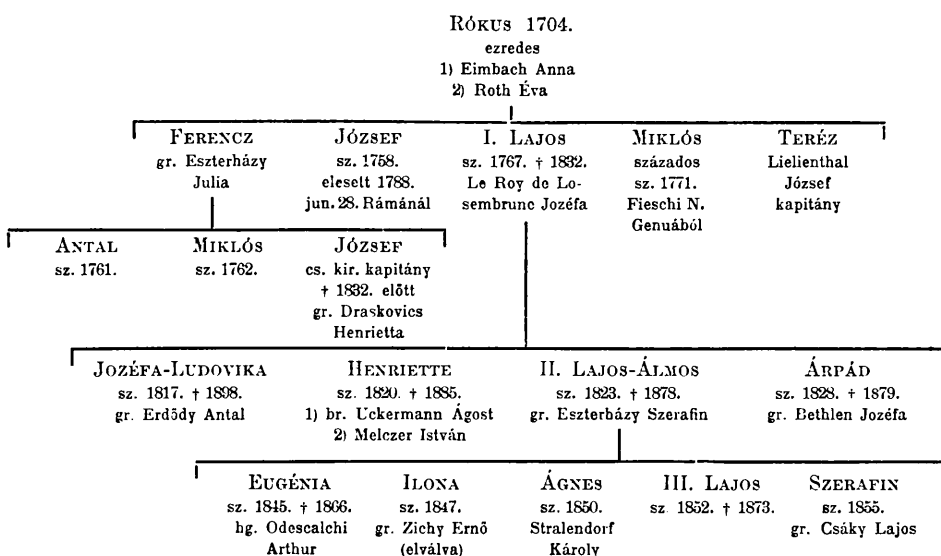 RÓKUS 1704.
ezredes
1) Eimbach Anna
2) Roth Éva
FERENCZ JÓZSEF I. LAJOS MIKLÓS TERÉZ
gr. Eszterházy sz. 1758. sz. 1767. † 1832. százados Lielienthal
Julia elesett 1788. Le Roy de Lo- sz. 1771. József
jun. 28. Rámánál. sembrune Jozéfa Fieschi N. kapitány
Genuából
ANTAL MIKLÓS JÓZSEF
sz. 1761. sz. 1762. cs. kir. kapitány
† 1832. előtt
gr. Draskovics
Henrietta
JOZÉFA-LUDOVIKA HENRIETTE II. LAJOS-ÁLMOS ÁRPÁD
sz. 1817. † 1898. sz. 1820. † 1885. sz. 1823. † 1878. sz. 1828. † 1879.
gr. Erdődy Antal 1) br. Uckermann Ágost gr. Eszterházy Szerafin gr. Bethlen Jozéfa
2) Melczer István
EUGÉNIA ILONA ÁGNES III. LAJOS SZERAFIN
sz. 1845. † 1866. sz. 1847. sz. 1850. sz. 1852. † 1873. sz. 1855.
hg. Odescalchi gr. Zichy Ernő Stralendorf gr. Csáky Lajos
Arthur (elválva) Károly